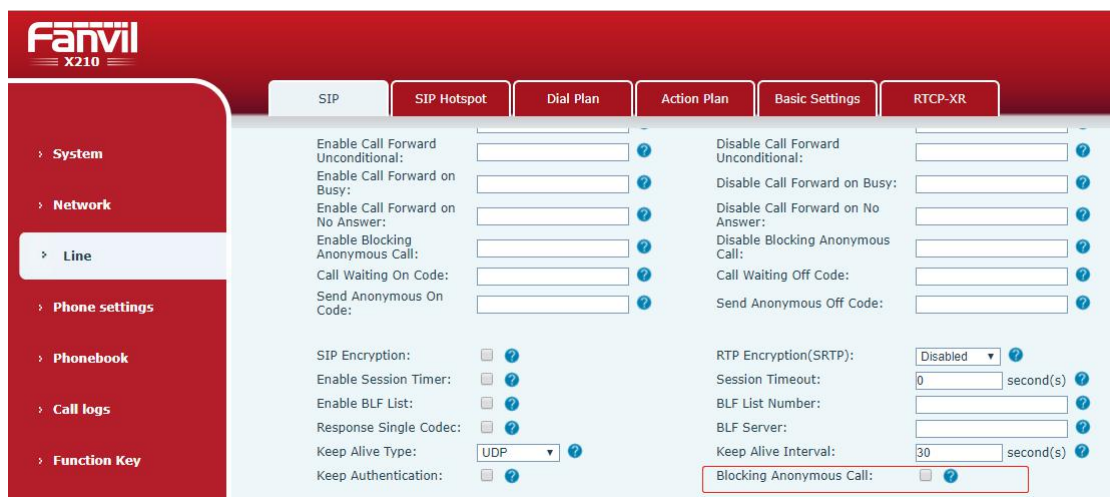 Fanvil
X210
SIP
SIP Hotspot
Dial Plan
Action Plan
Basic Settings
RTCP-XR
› System
› Network
› Line
› Phone settings
› Phonebook
› Call logs
› Function Key
Enable Call Forward
Unconditional:
Disable Call Forward
Unconditional:
Enable Call Forward on
Busy:
Disable Call Forward on Busy:
Enable Call Forward on
No Answer:
Disable Call Forward on No
Answer:
Enable Blocking
Anonymous Call:
Disable Blocking Anonymous
Call:
Call Waiting On Code:
Call Waiting Off Code:
Send Anonymous On
Code:
Send Anonymous Off Code:
SIP Encryption:
RTP Encryption(SRTP): Disabled
Enable Session Timer:
Session Timeout: 0 second(s)
Enable BLF List:
BLF List Number:
Response Single Codec:
BLF Server:
Keep Alive Type: UDP
Keep Alive Interval: 30 second(s)
Keep Authentication:
Blocking Anonymous Call: